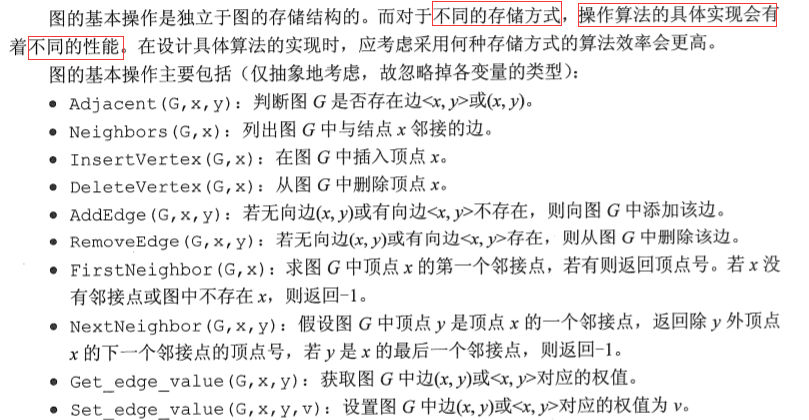 图的基本操作是独立于图的存储结构的。而对于不同的存储方式，操作算法的具体实现会有
着不同的性能。在设计具体算法的实现时，应考虑采用何种存储方式的算法效率会更高。
图的基本操作主要包括（仅抽象地考虑，故忽略掉各变量的类型）：
● Adjacent(G,x,y)：判断图 G 是否存在边<x, y>或(x, y)。
● Neighbors(G,x)：列出图 G 中与结点 x 邻接的边。
● InsertVertex(G,x)：在图 G 中插入顶点 x。
● DeleteVertex(G,x)：从图 G 中删除顶点 x。
● AddEdge(G,x,y)：若无向边(x, y)或有向边<x, y>不存在，则向图 G 中添加该边。
● RemoveEdge(G,x,y)：若无向边(x, y)或有向边<x, y>存在，则从图 G 中删除该边。
● FirstNeighbor(G,x)：求图 G 中顶点 x 的第一个邻接点，若有则返回顶点号。若 x 没
有邻接点或图中不存在 x，则返回-1。
● NextNeighbor(G,x,y)：假设图 G 中顶点 y 是顶点 x 的一个邻接点，返回除 y 外顶点
x 的下一个邻接点的顶点号，若 y 是 x 的最后一个邻接点，则返回-1。
● Get_edge_value(G,x,y)：获取图 G 中边(x, y)或<x, y>对应的权值。
● Set_edge_value(G,x,y,v)：设置图 G 中边(x, y)或<x, y>对应的权值为 v。